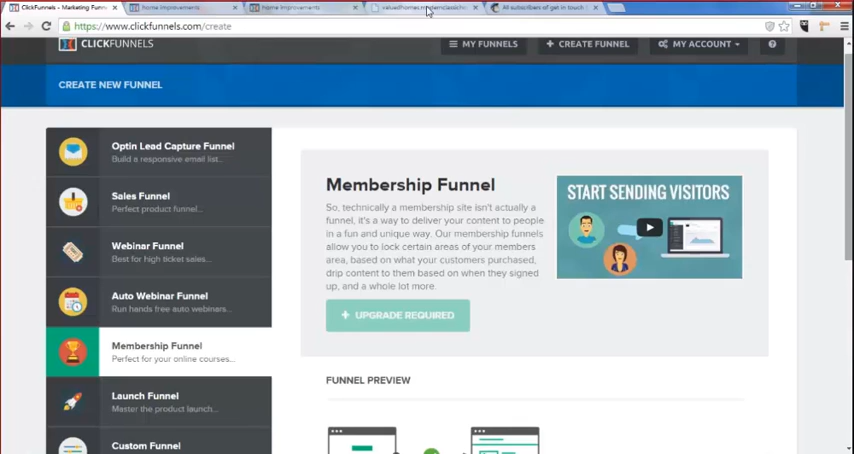 ClickFunnels - Marketing Funn
Home Improvements
Home Improvements
All subscribers of get in touch
https://www.clickfunnels.com/create
CLICKFUNNELS
MY FUNNELS
+ CREATE FUNNEL
MY ACCOUNT
?
CREATE NEW FUNNEL
Optin Lead Capture Funnel
Build a responsive email list...
Sales Funnel
Perfect product funnel...
Webinar Funnel
Best for high ticket sales...
Auto Webinar Funnel
Run hands free auto webinars...
Membership Funnel
Perfect for your online courses...
Launch Funnel
Master the product launch...
Custom Funnel
Membership Funnel
So, technically a membership site isn't actually a
funnel, it's a way to deliver your content to people
in a fun and unique way. Our membership funnels
allow you to lock certain areas of your members
area, based on what your customers purchased,
drip content to them based on when they signed
up, and a whole lot more.
+ UPGRADE REQUIRED
START SENDING VISITORS
FUNNEL PREVIEW